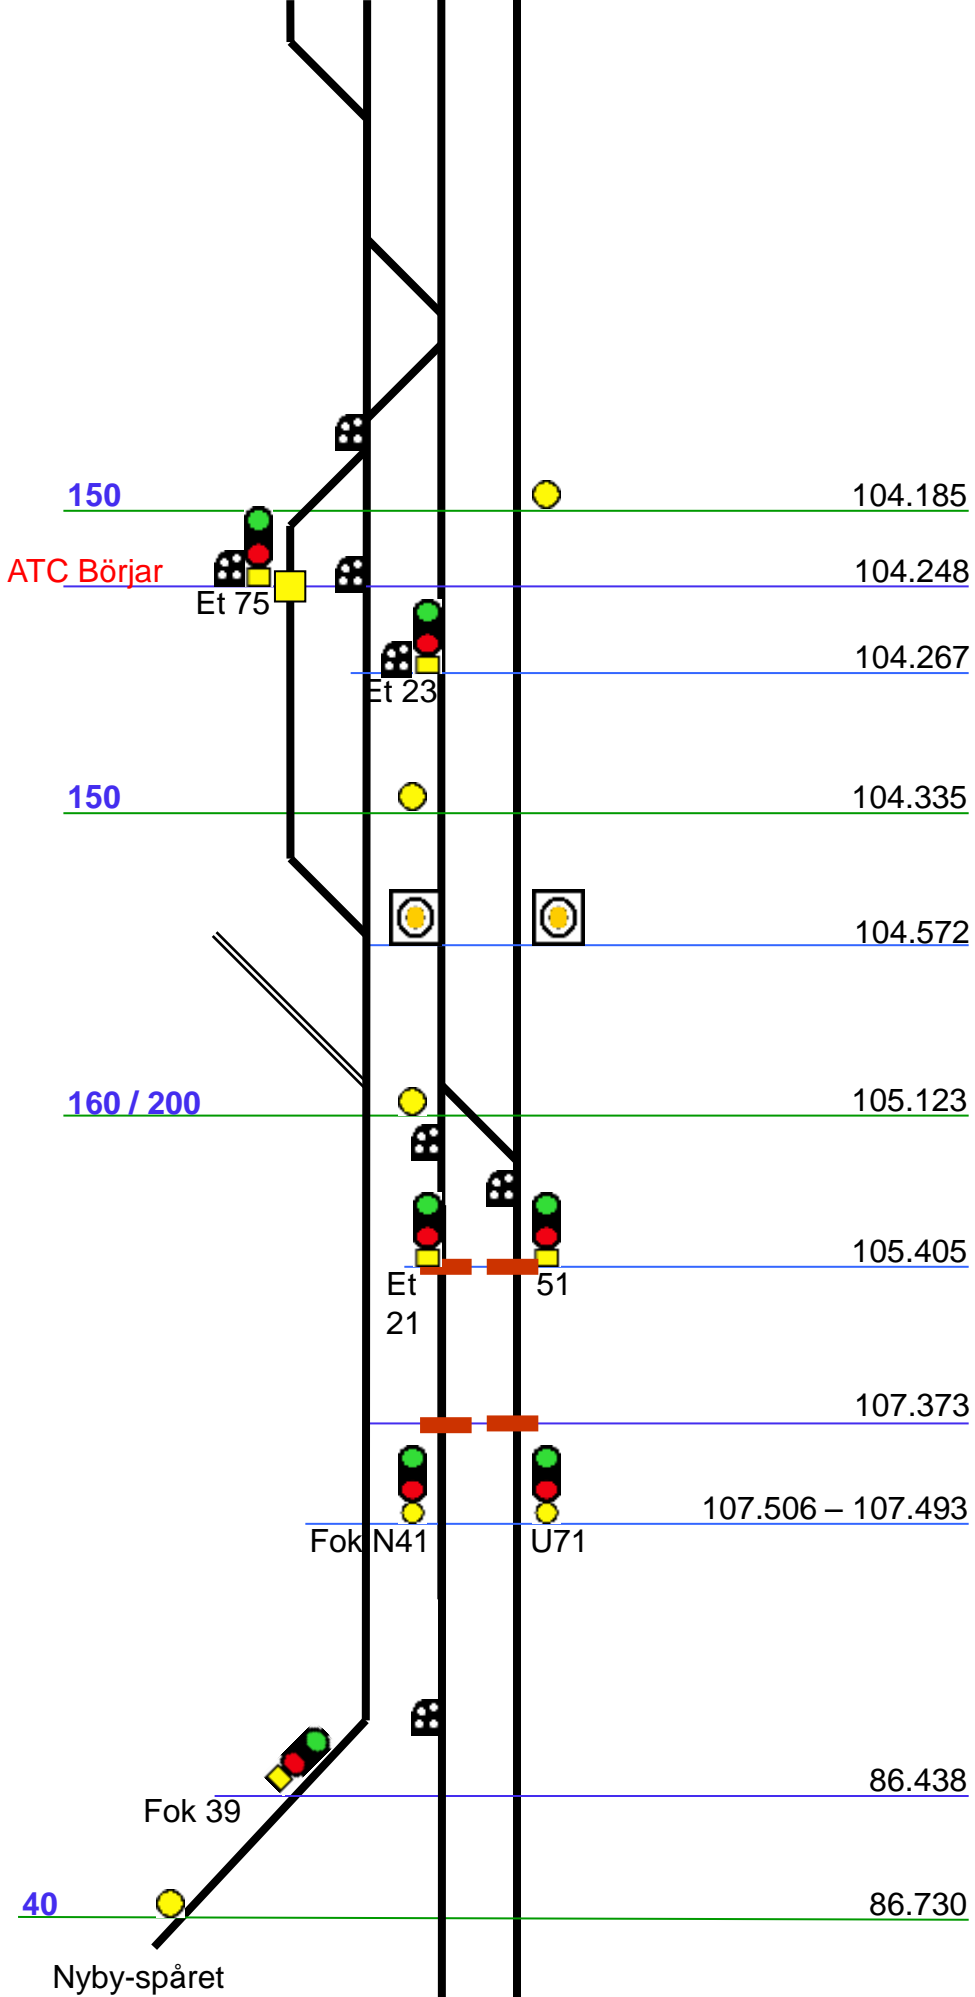 150 104.185
ATC Börjar 104.248
Et 75
104.267
Et 23
150 104.335
104.572
160 / 200 105.123
105.405
Et 51
21
107.373
107.506 – 107.493
Fok N41 U71
86.438
Fok 39
40 86.730
Nyby-spåret